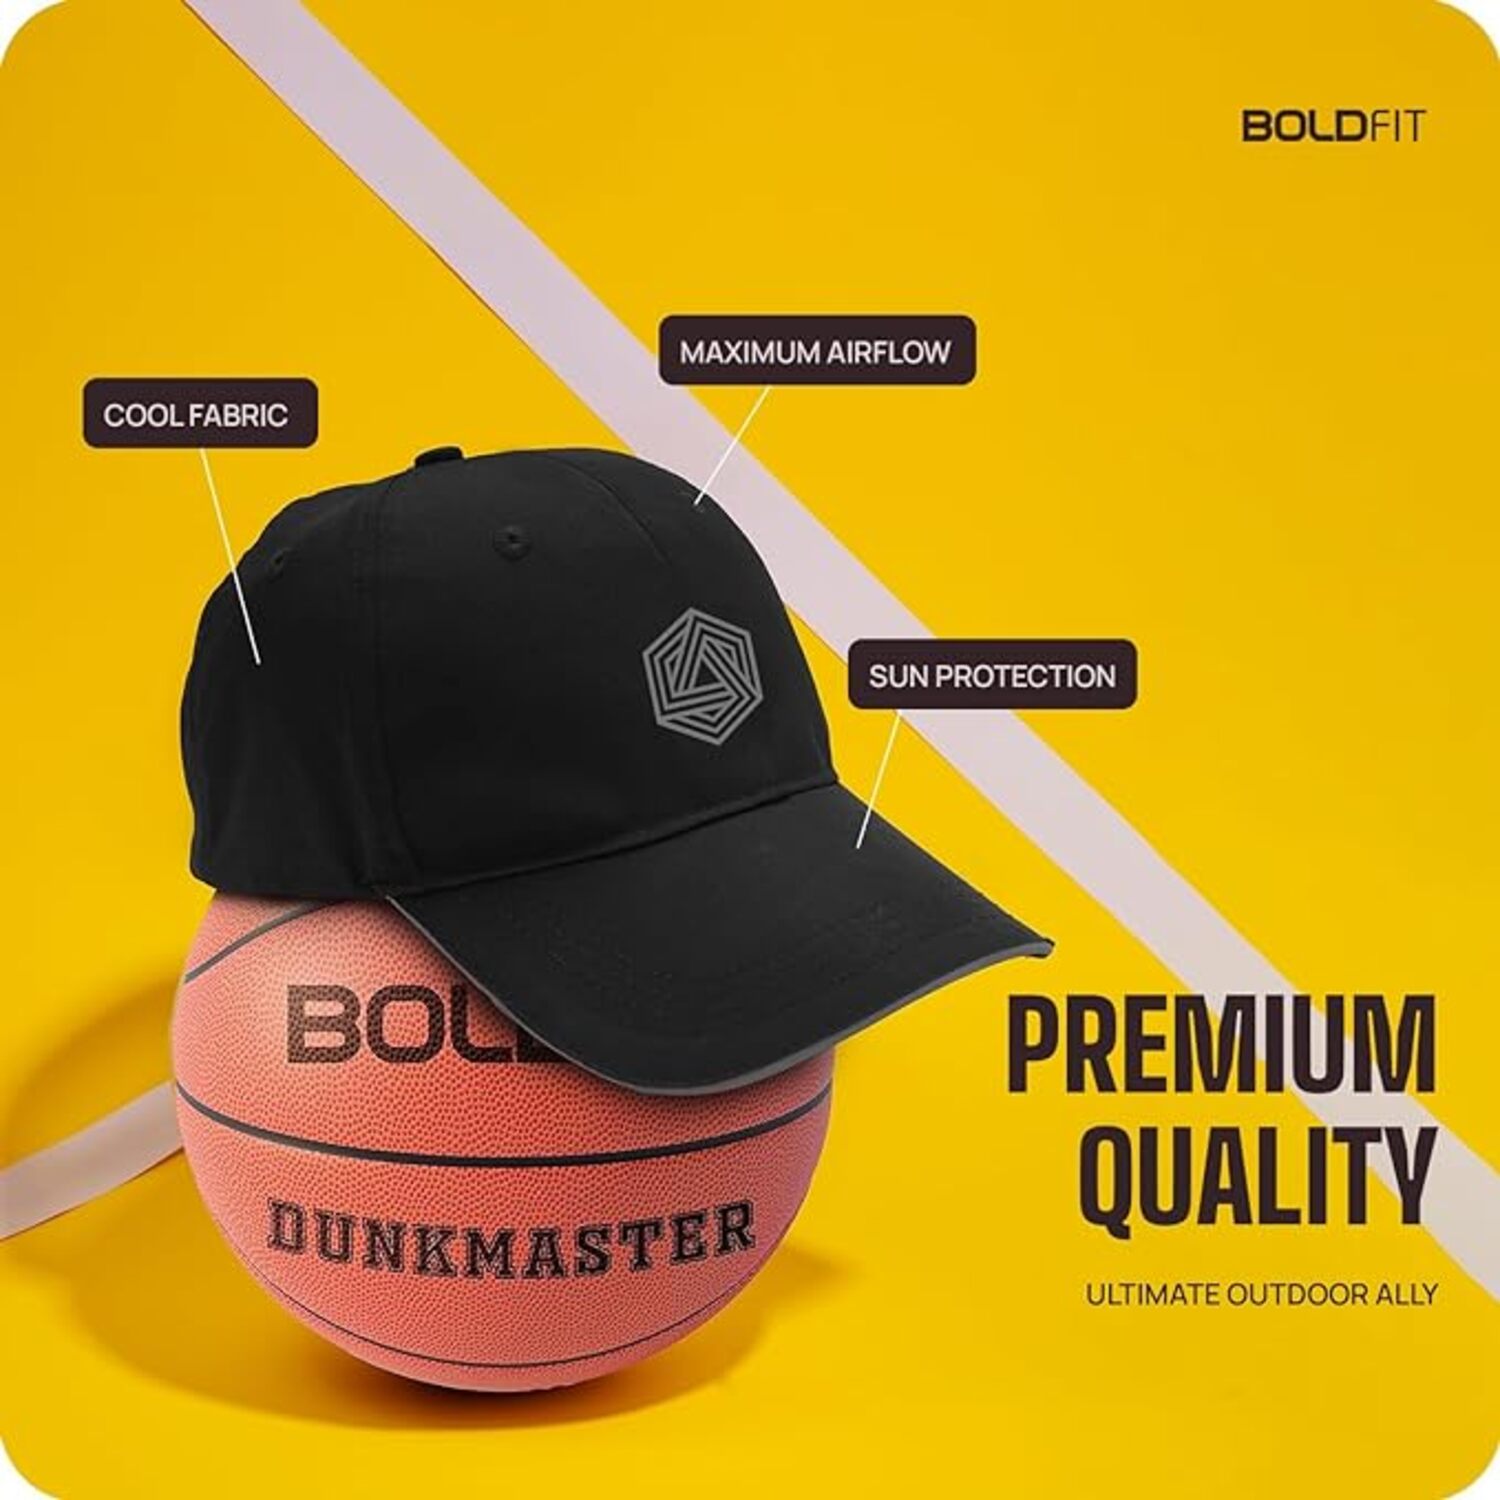 BOLDFIT
MAXIMUM AIRFLOW
COOL FABRIC
SUN PROTECTION
BOL
DUNKMASTER
PREMIUM
QUALITY
ULTIMATE OUTDOOR ALLY